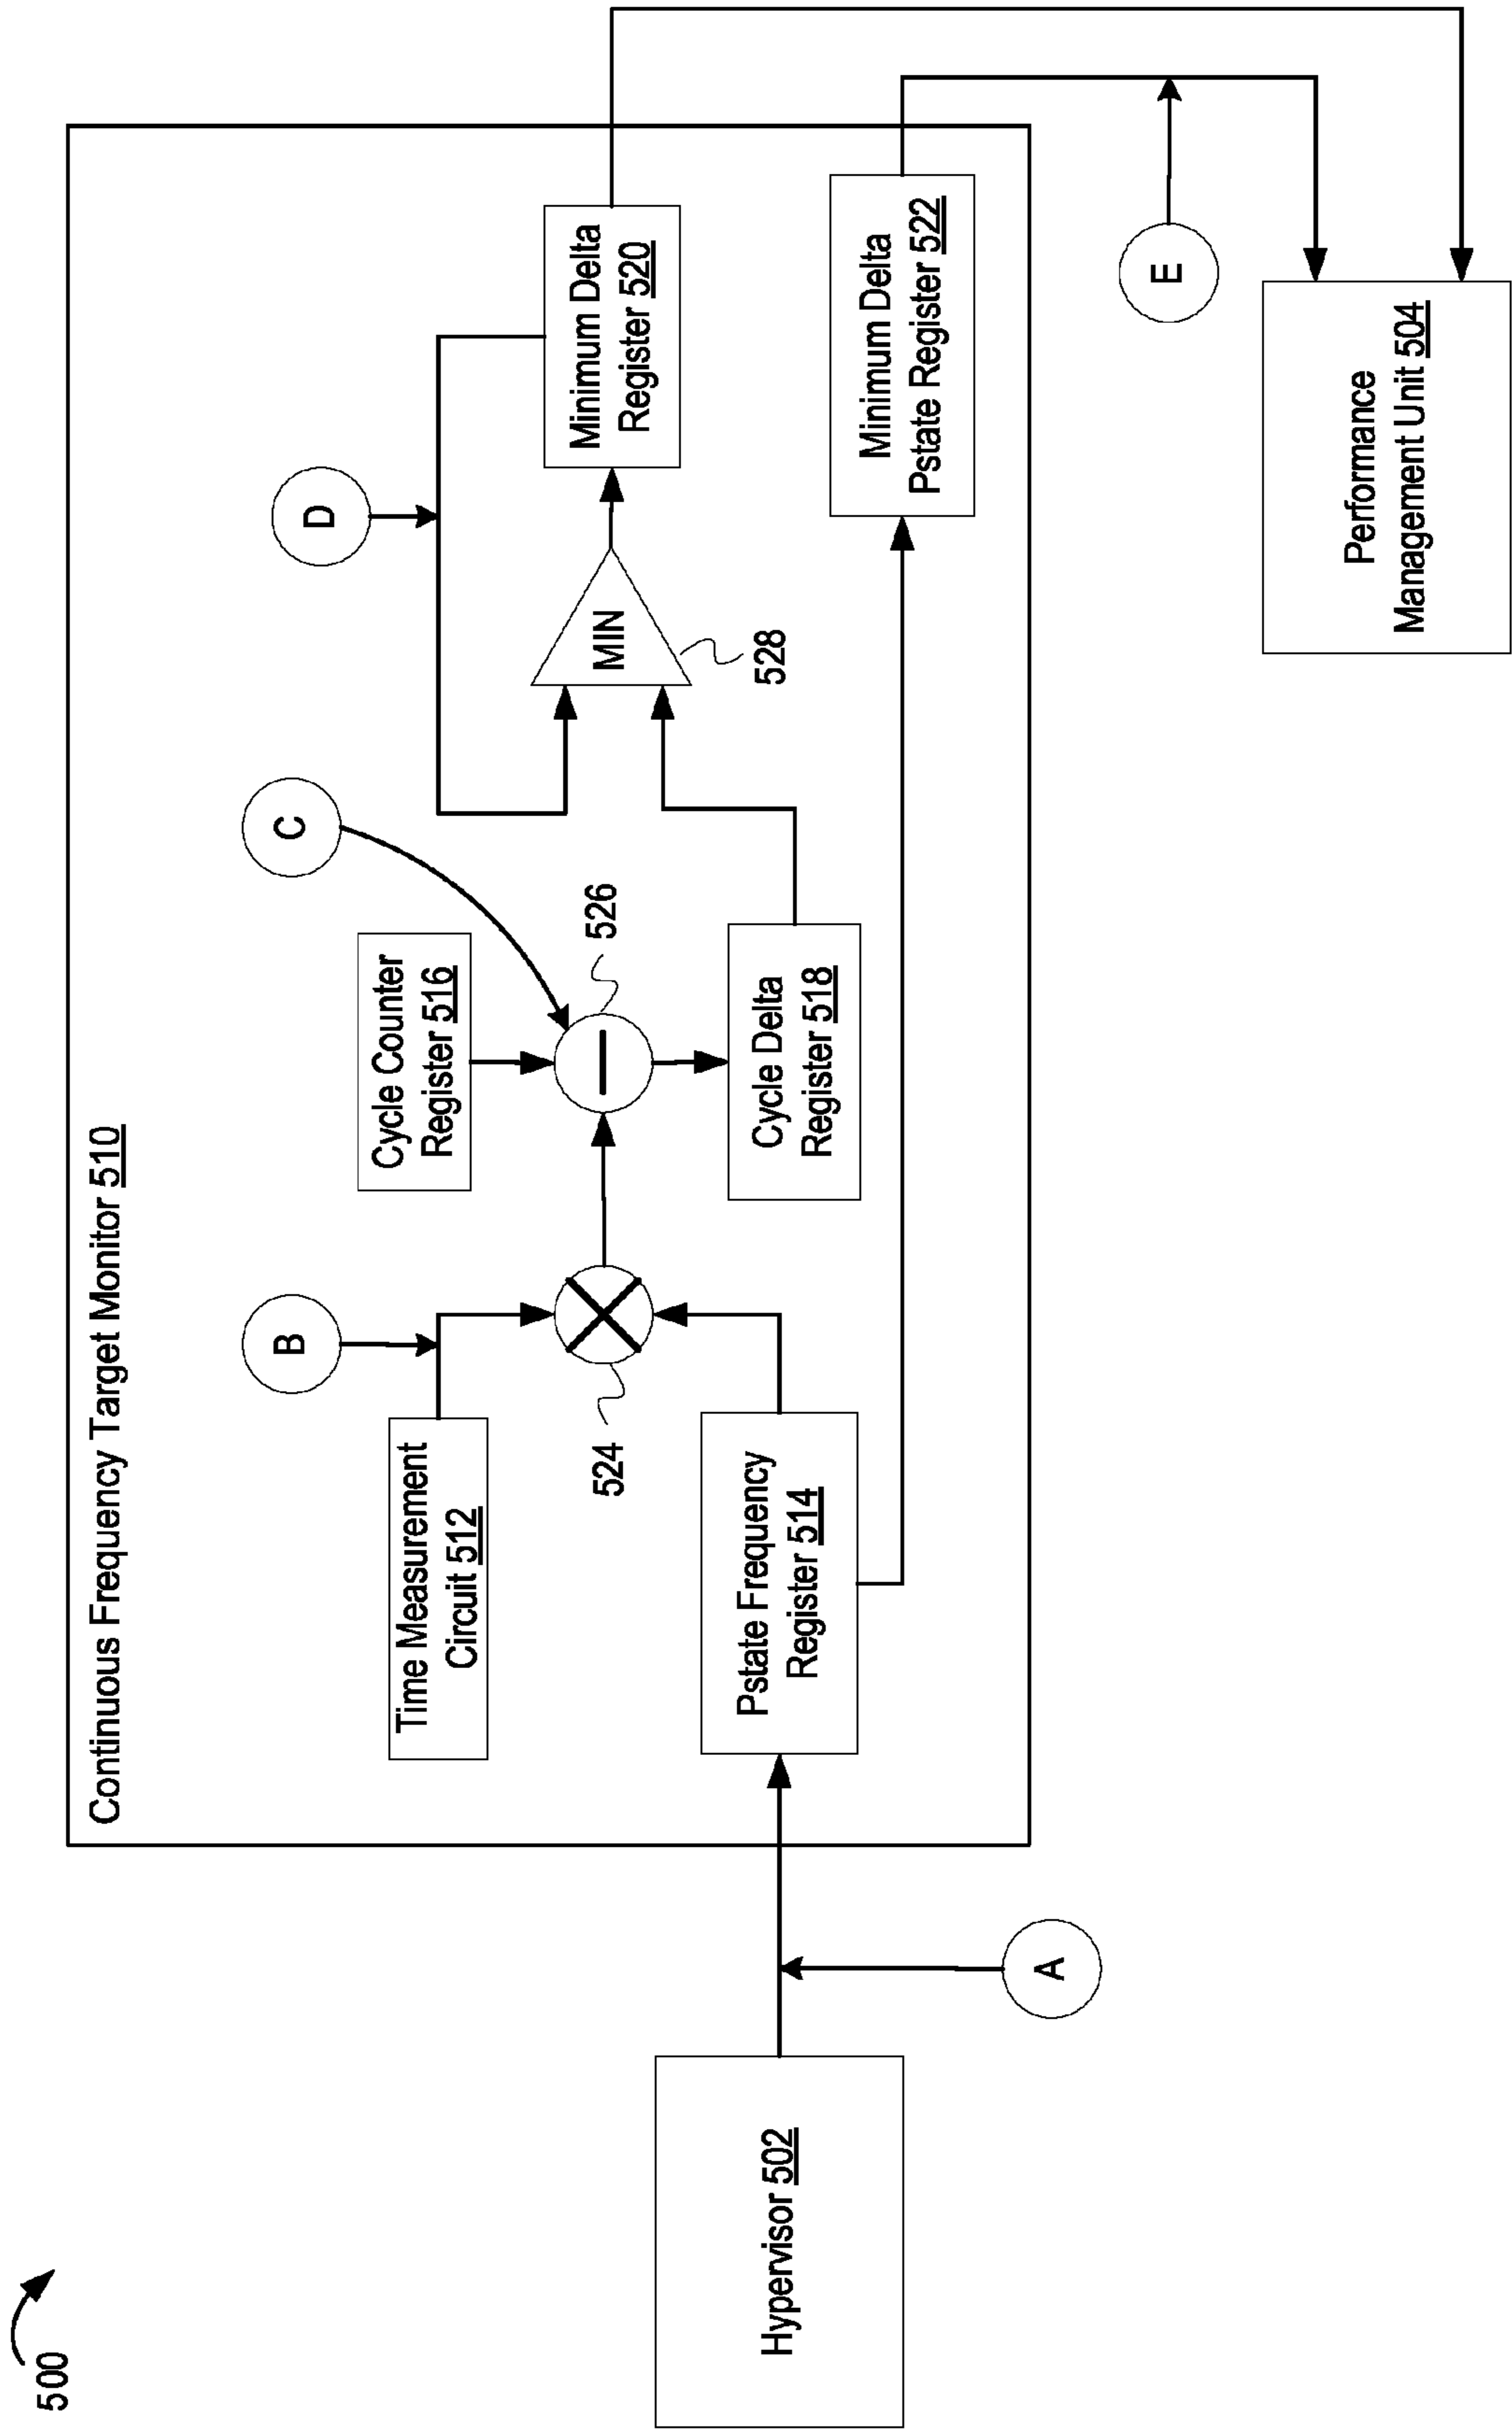 500
Continuous Frequency Target Monitor 510
Hypervisor 502
A
B
C
D
E
Time Measurement
Circuit 512
Pstate Frequency
Register 514
524
Cycle Counter
Register 516
526
Cycle Delta
Register 518
MIN
528
Minimum Delta
Register 520
Minimum Delta
Pstate Register 522
Performance
Management Unit 504